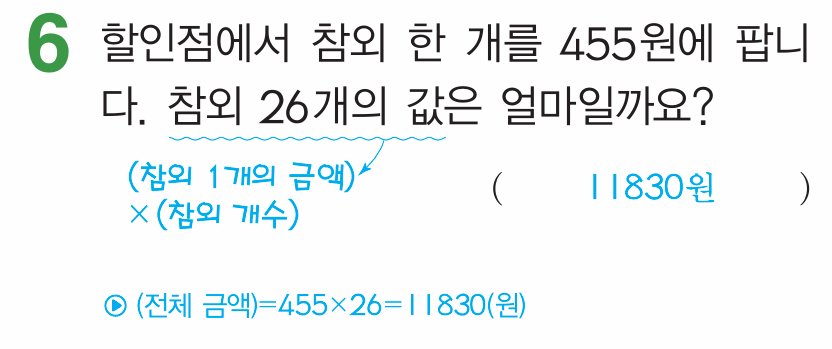 6 할인점에서 참외 한 개를 455원에 팝니
다. 참외 26개의 값은 얼마일까요?
(참외 1개의 금액)
×(참외 개수)
( 11830원 )
(전체 금액)=455×26=11830(원)